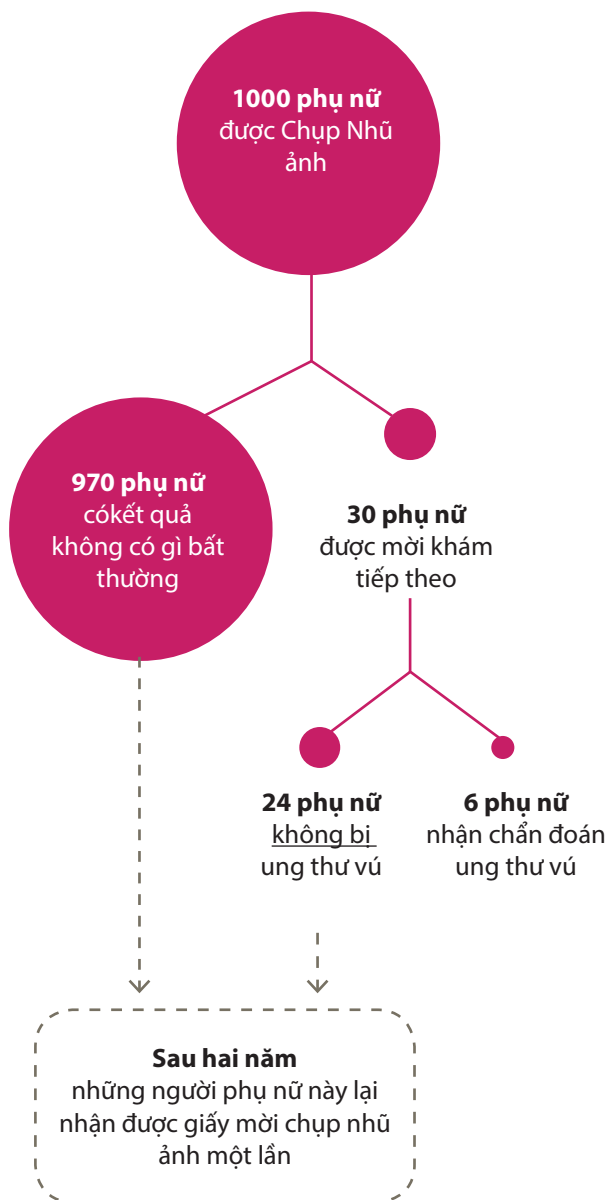 1000 phụ nữ
được Chụp Nhũ
ảnh
970 phụ nữ
cókết quả
không có gì bất
thường
30 phụ nữ
được mời khám
tiếp theo
24 phụ nữ
không bị
ung thư vú
6 phụ nữ
nhận chẩn đoán
ung thư vú
Sau hai năm
những người phụ nữ này lại
nhận được giấy mời chụp nhũ
ảnh một lần